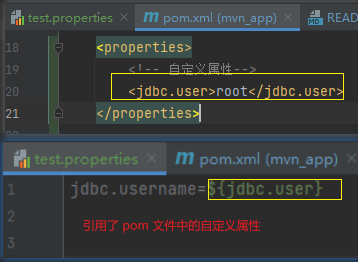 test.properties
pom.xml (mvn_app)
READ
18 <properties>
19 <!-- 自定义属性-->
20 <jdbc.user>root</jdbc.user>
21 </properties>
test.properties
pom.xml (mvn_app)
1 jdbc.username=${jdbc.user}
2
引用了 pom 文件中的自定义属性
3